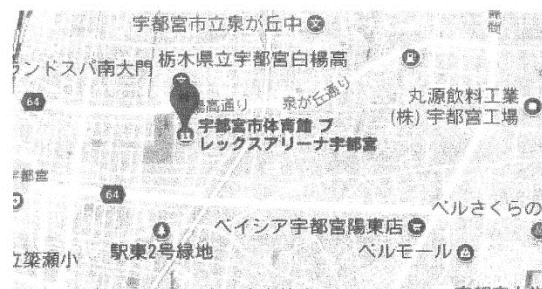 宇都宮市立泉が丘中
栃木県立宇都宮白楊高
ランドスパ南大門
64
楊高通り
泉が丘通り
丸源飲料工業
(株) 宇都宮工場
宇都宮市体育館 ブ
レックスアリーナ宇都宮
宇都宮
64
ベルさくらの
ベイシア宇都宮陽東店
駅東2号緑地
ベルモール
立簗瀬小